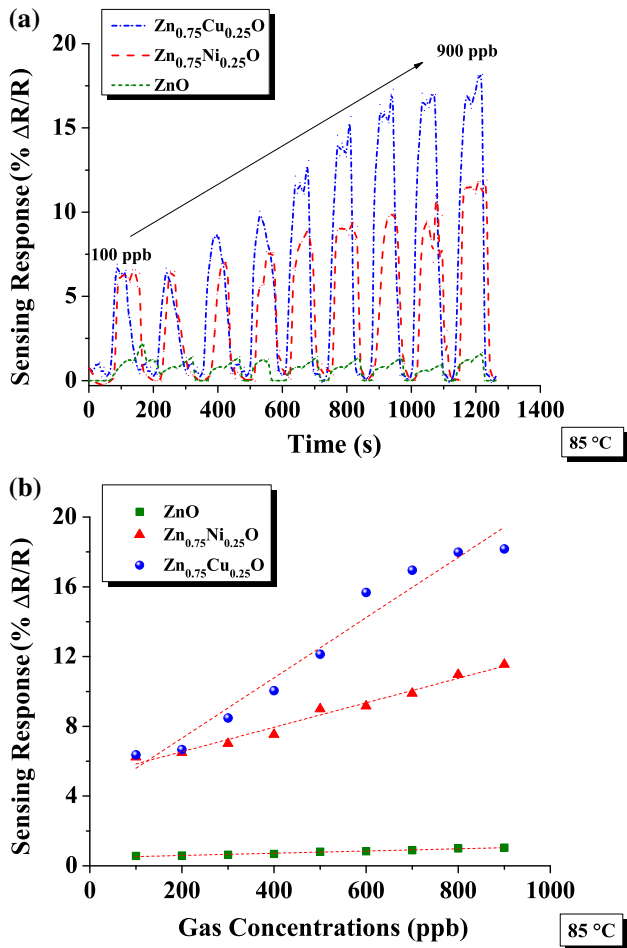 (a)
Zn0.75Cu0.25O
Zn0.75Ni0.25O
ZnO
900 ppb
100 ppb
Sensing Response (% ΔR/R)
20
15
10
5
0
0 200 400 600 800 1000 1200 1400
Time (s)
85 °C
(b)
ZnO
Zn0.75Ni0.25O
Zn0.75Cu0.25O
Sensing Response (% ΔR/R)
20
16
12
8
4
0
0 200 400 600 800 1000
Gas Concentrations (ppb)
85 °C